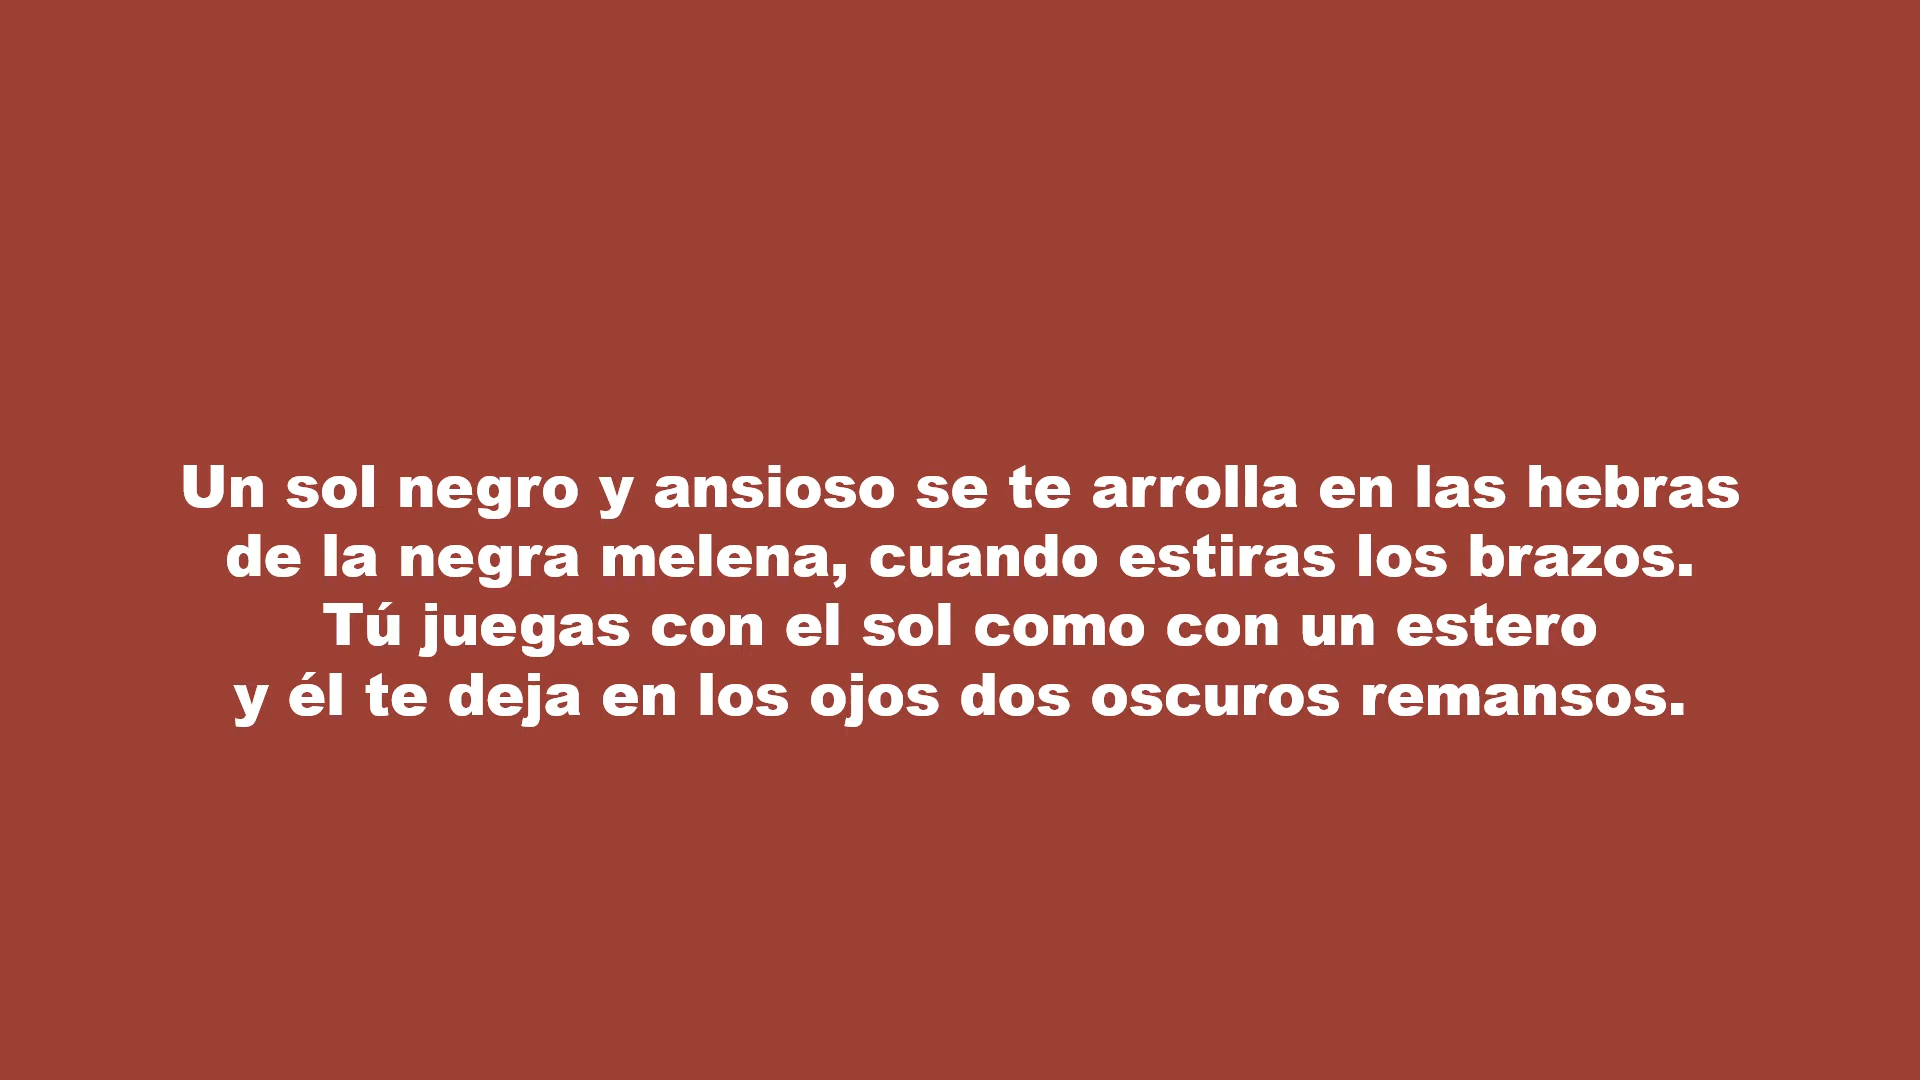 Un sol negro y ansioso se te arrolla en las hebras
de la negra melena, cuando estiras los brazos.
Tú juegas con el sol como con un estero
y él te deja en los ojos dos oscuros remansos.